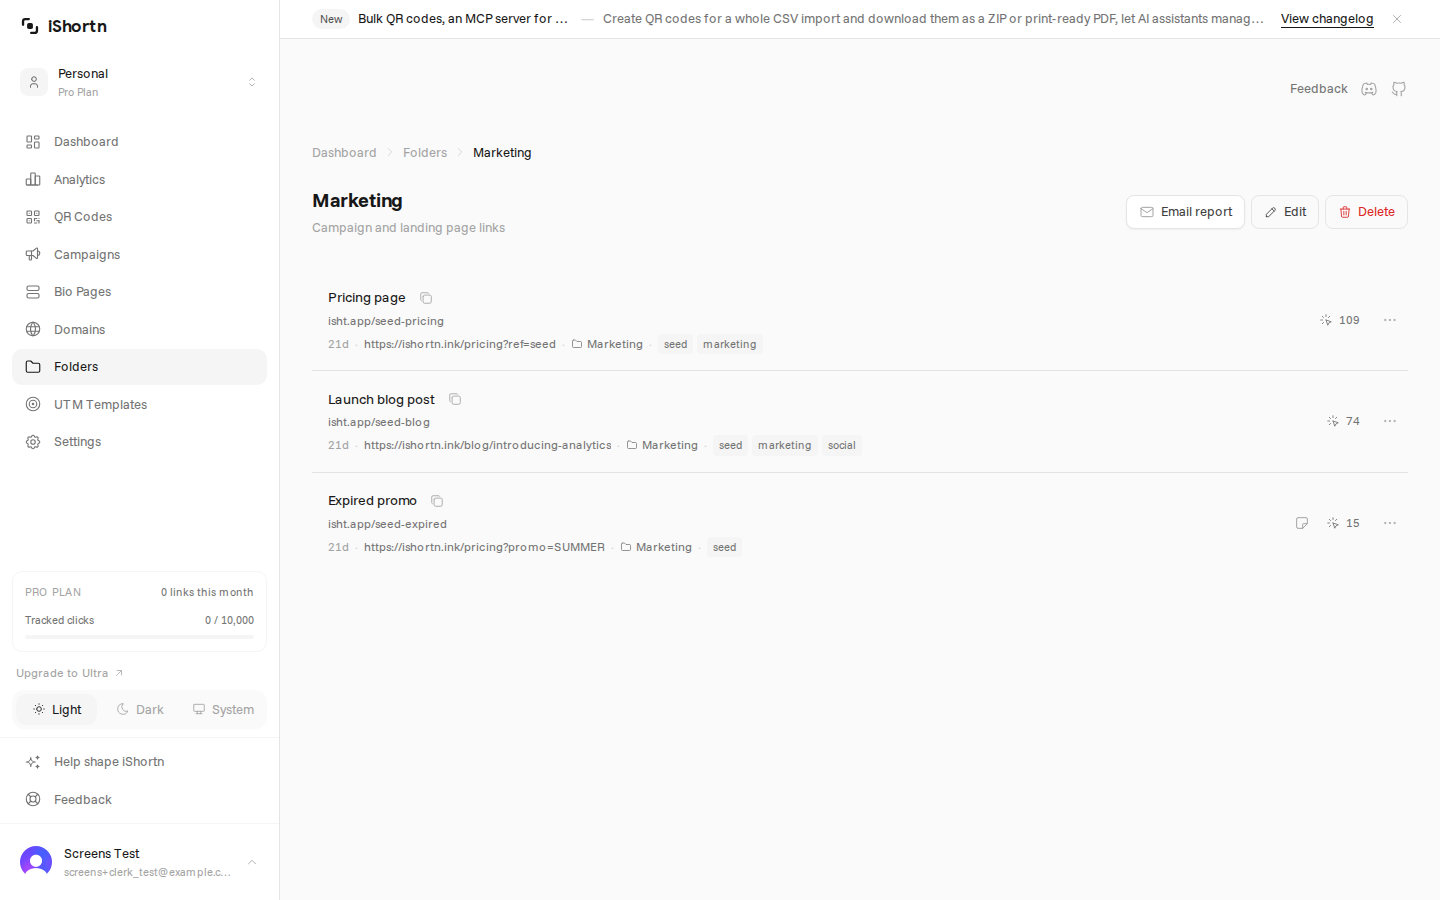 iShortn
Personal
Pro Plan
Dashboard
Analytics
QR Codes
Campaigns
Bio Pages
Domains
Folders
UTM Templates
Settings
PRO PLAN 0 links this month
Tracked clicks 0 / 10,000
Upgrade to Ultra
Light Dark System
Help shape iShortn
Feedback
Screens Test
screens+clerk_test@example.c...
New Bulk QR codes, an MCP server for ... — Create QR codes for a whole CSV import and download them as a ZIP or print-ready PDF, let AI assistants manag... View changelog
Feedback
Dashboard Folders Marketing
Marketing
Campaign and landing page links
Email report Edit Delete
Pricing page
isht.app/seed-pricing
109
21d · https://ishortn.ink/pricing?ref=seed · Marketing · seed marketing
Launch blog post
isht.app/seed-blog
74
21d · https://ishortn.ink/blog/introducing-analytics · Marketing · seed marketing social
Expired promo
isht.app/seed-expired
15
21d · https://ishortn.ink/pricing?promo=SUMMER · Marketing · seed